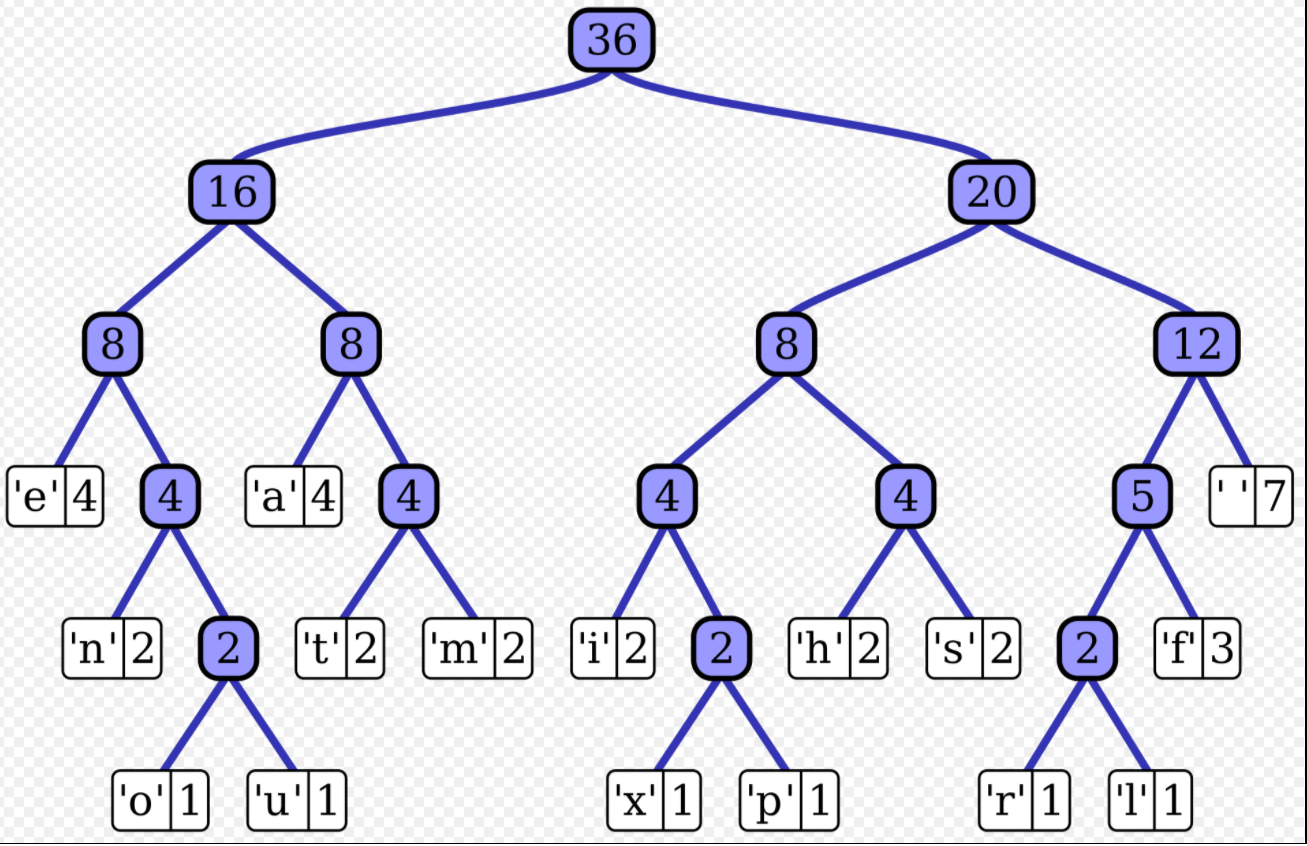 36
16 20
8 8 8 12
'e' 4 4 'a' 4 4 4 4 5 ' ' 7
'n' 2 2 't' 2 'm' 2 'i' 2 2 'h' 2 's' 2 2 'f' 3
'o' 1 'u' 1 'x' 1 'p' 1 'r' 1 'l' 1